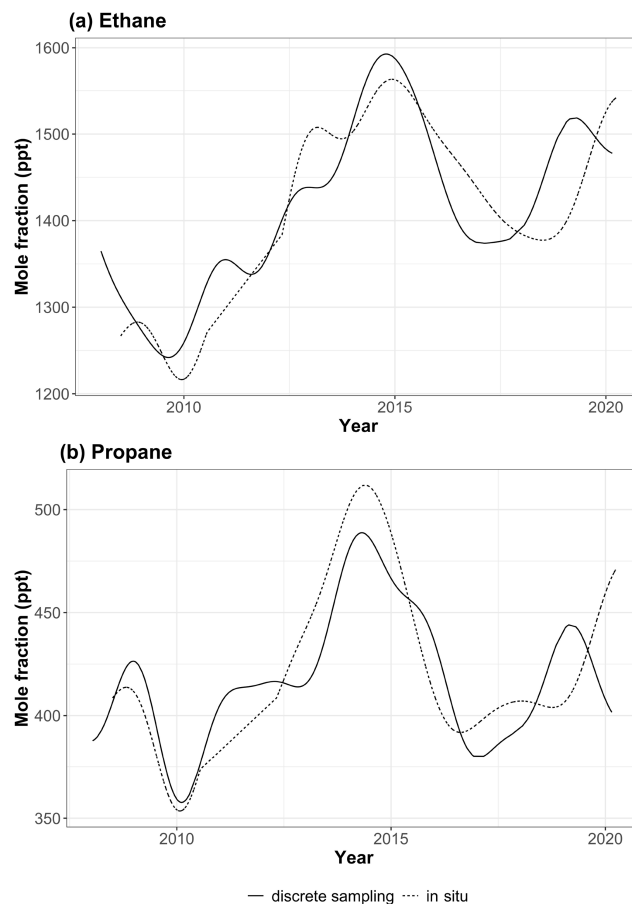 (a) Ethane
1600
1500
1400
1300
1200
Mole fraction (ppt)
2010 2015 2020
Year
(b) Propane
500
450
400
350
Mole fraction (ppt)
2010 2015 2020
Year
discrete sampling in situ